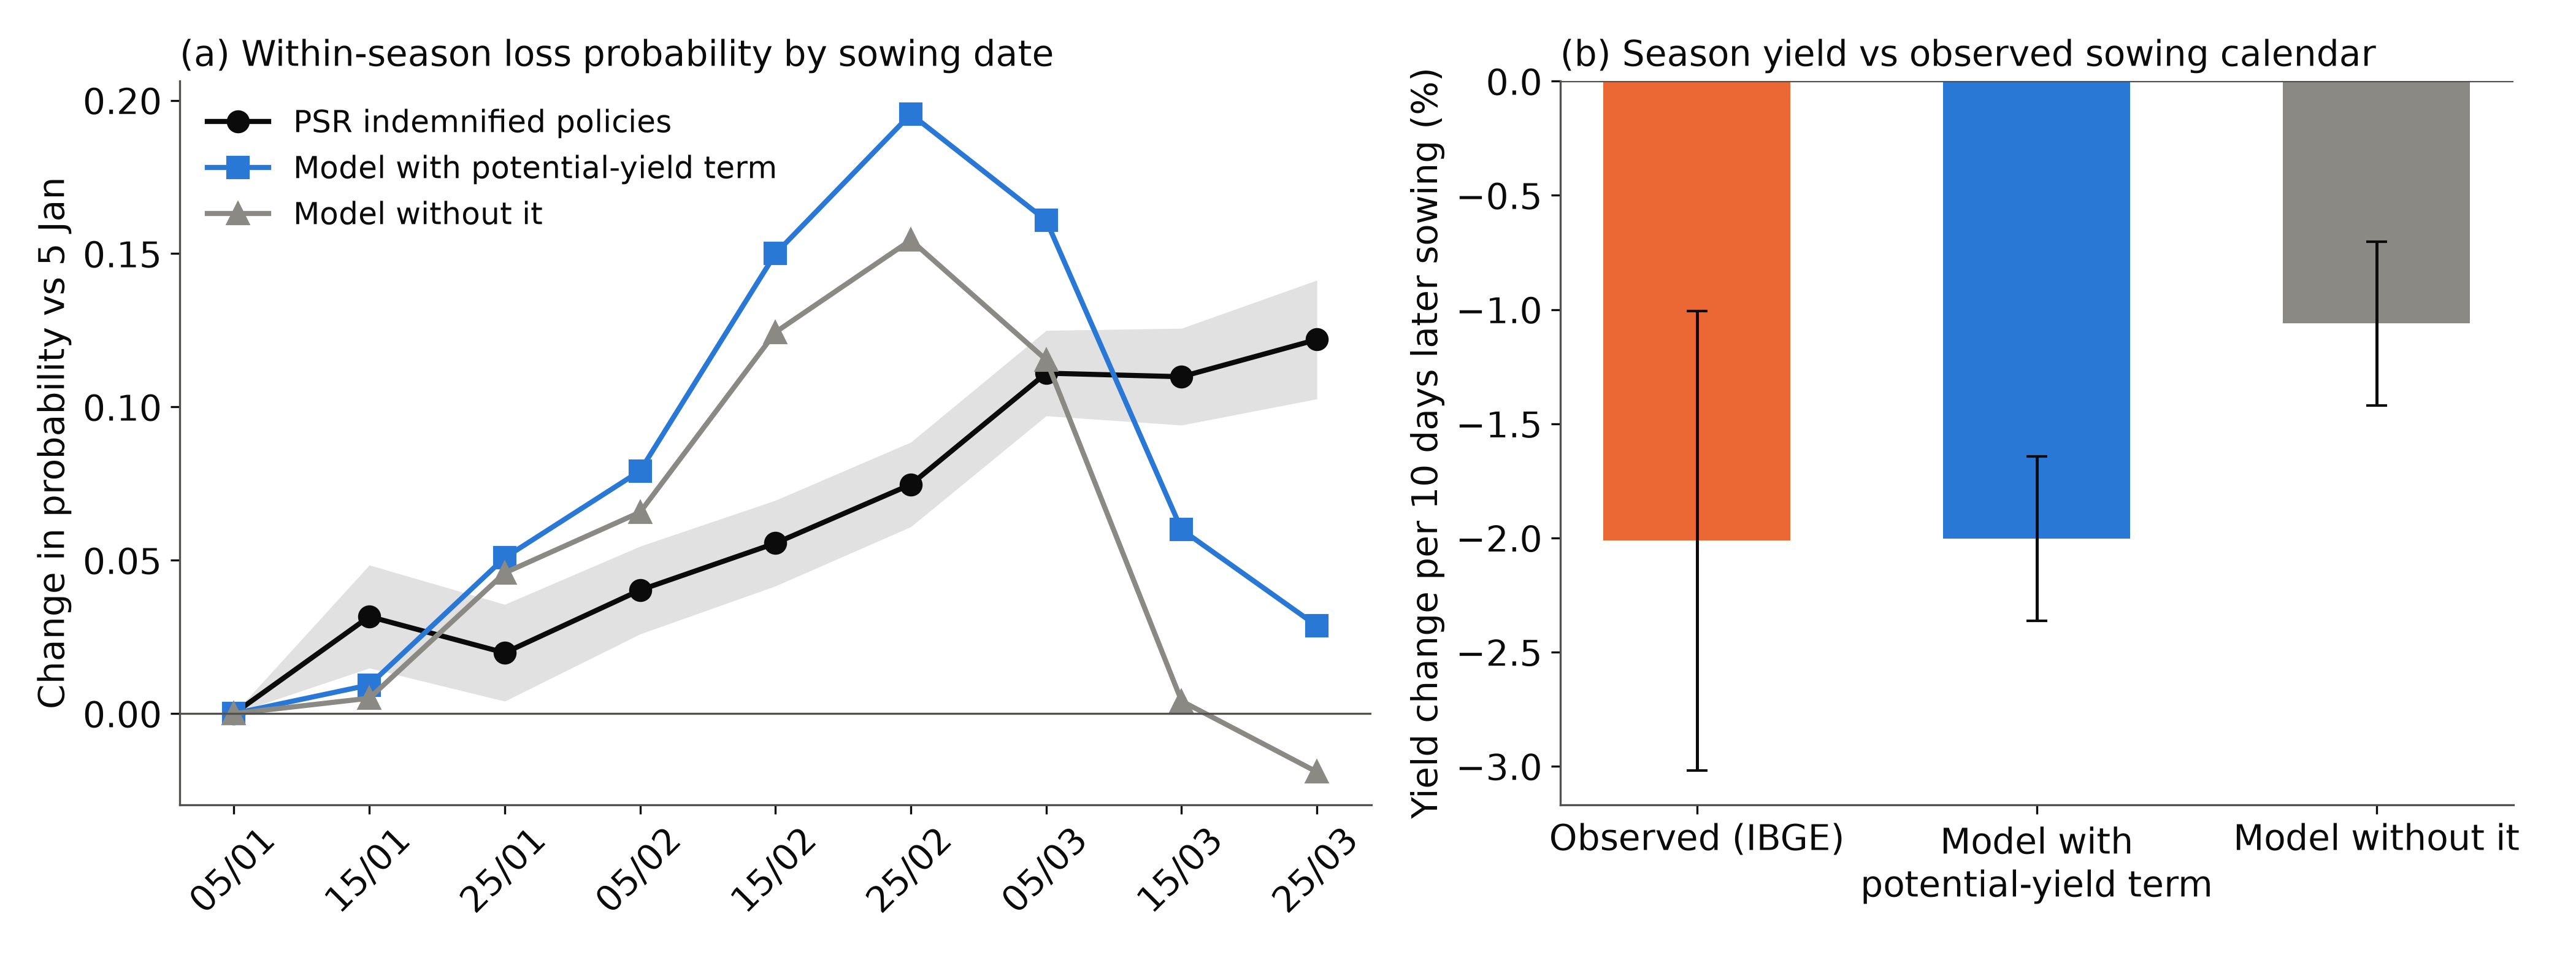 (a) Within-season loss probability by sowing date
Change in probability vs 5 Jan
0.20
0.15
0.10
0.05
0.00
PSR indemnified policies
Model with potential-yield term
Model without it
05/01
15/01
25/01
05/02
15/02
25/02
05/03
15/03
25/03
(b) Season yield vs observed sowing calendar
Yield change per 10 days later sowing (%)
0.0
−0.5
−1.0
−1.5
−2.0
−2.5
−3.0
Observed (IBGE)
Model with
potential-yield term
Model without it